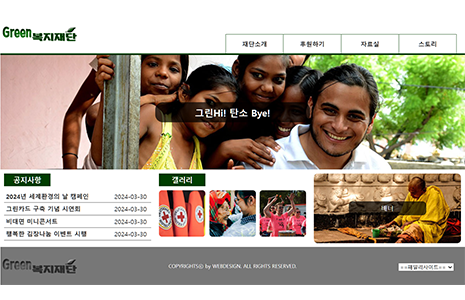 Green복지재단
재단소개 후원하기 자료실 스토리
그린Hi! 탄소 Bye!
공지사항
2024년 세계환경의 날 캠페인 2024-03-30
그린카드 구축 기념 시연회 2024-03-30
비대면 미니콘서트 2024-03-30
행복한 김장나눔 이벤트 시행 2024-03-30
갤러리
배너
Green복지재단
COPYRIGHTⓒ by WEBDESIGN. ALL RIGHTS RESERVED.
==패밀리사이트==